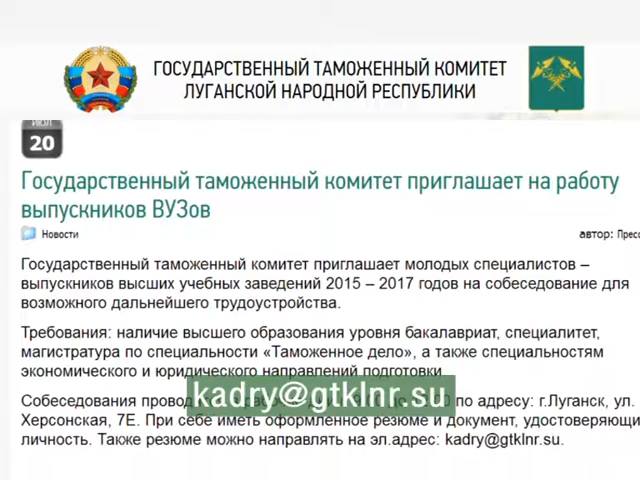 ГОСУДАРСТВЕННЫЙ ТАМОЖЕННЫЙ КОМИТЕТ
ЛУГАНСКОЙ НАРОДНОЙ РЕСПУБЛИКИ
ИЮЛ
20
Государственный таможенный комитет приглашает на работу
выпускников ВУЗов
Новости
автор: Пресс
Государственный таможенный комитет приглашает молодых специалистов –
выпускников высших учебных заведений 2015 – 2017 годов на собеседование для
возможного дальнейшего трудоустройства.
Требования: наличие высшего образования уровня бакалавриат, специалитет,
магистратура по специальности «Таможенное дело», а также специальностям
экономического и юридического направлений подготовки
kadry@gtklnr.su
Собеседования по адресу: г.Луганск, ул.
Херсонская, 7Е. При себе иметь оформленное резюме и документ, удостоверяющи
личность. Также резюме можно направлять на эл.адрес: kadry@gtklnr.su.